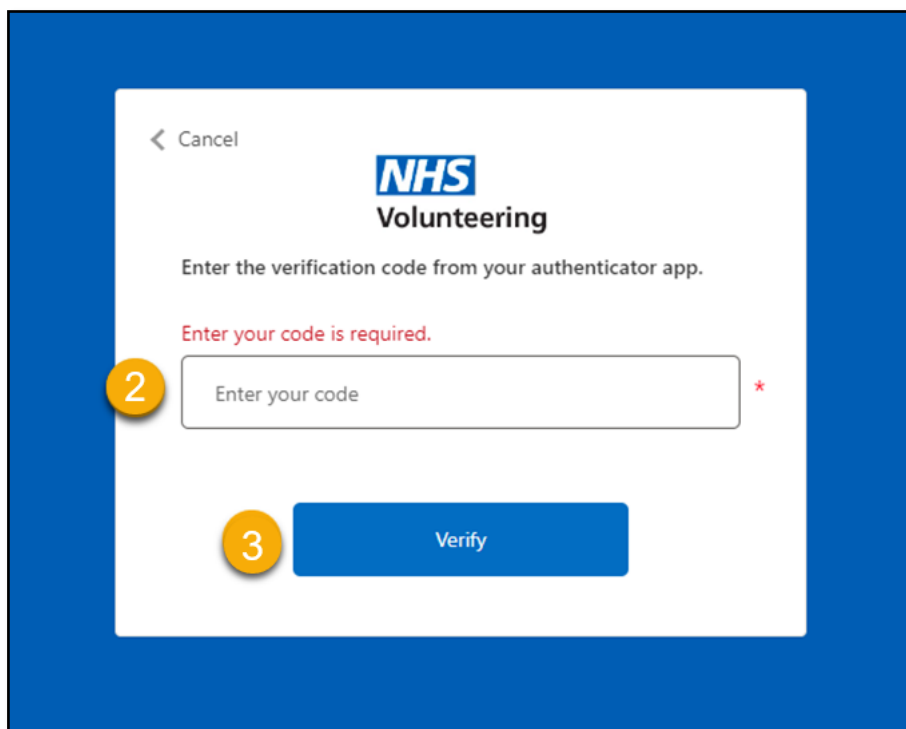 Cancel
NHS
Volunteering
Enter the verification code from your authenticator app.
Enter your code is required.
2
Enter your code
*
3
Verify